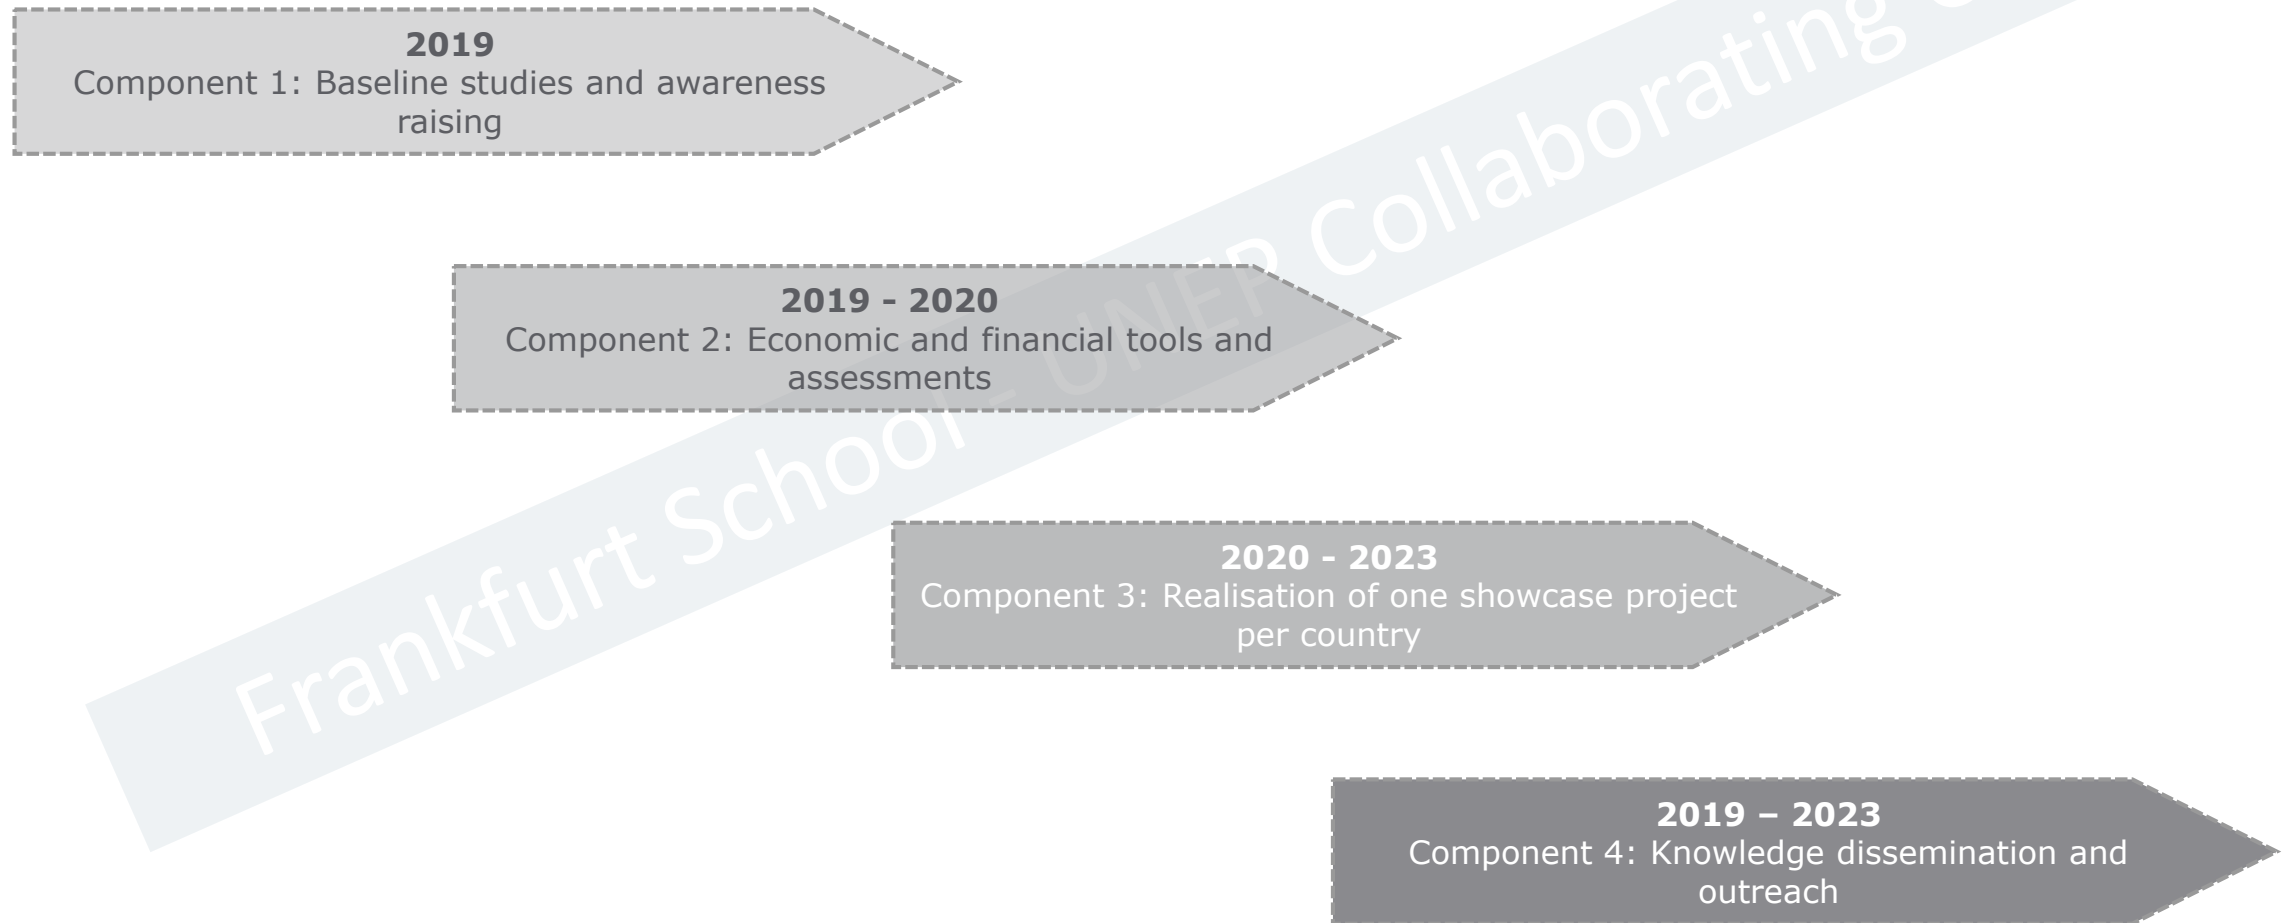 2019
Component 1: Baseline studies and awareness
raising
2019 - 2020
Component 2: Economic and financial tools and
assessments
2020 - 2023
Component 3: Realisation of one showcase project
per country
2019 – 2023
Component 4: Knowledge dissemination and
outreach
Frankfurt School - UNEP Collaborating